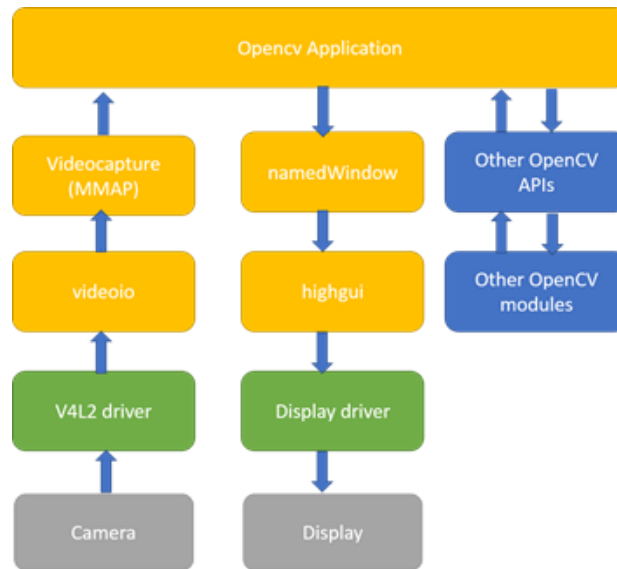 Opencv Application
Videocapture
(MMAP)
namedWindow
Other OpenCV
APIs
videoio
highgui
Other OpenCV
modules
V4L2 driver
Display driver
Camera
Display